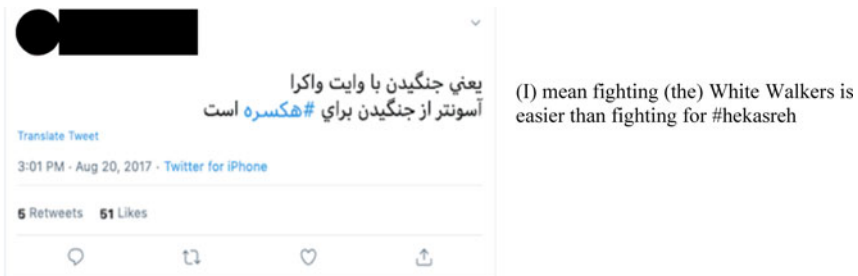 يعني جنگيدن با وايت واكرا
آسونتر از جنگيدن براي #هكسره است
Translate Tweet
3:01 PM · Aug 20, 2017 · Twitter for iPhone
5 Retweets 51 Likes
(I) mean fighting (the) White Walkers is
easier than fighting for #hekasreh